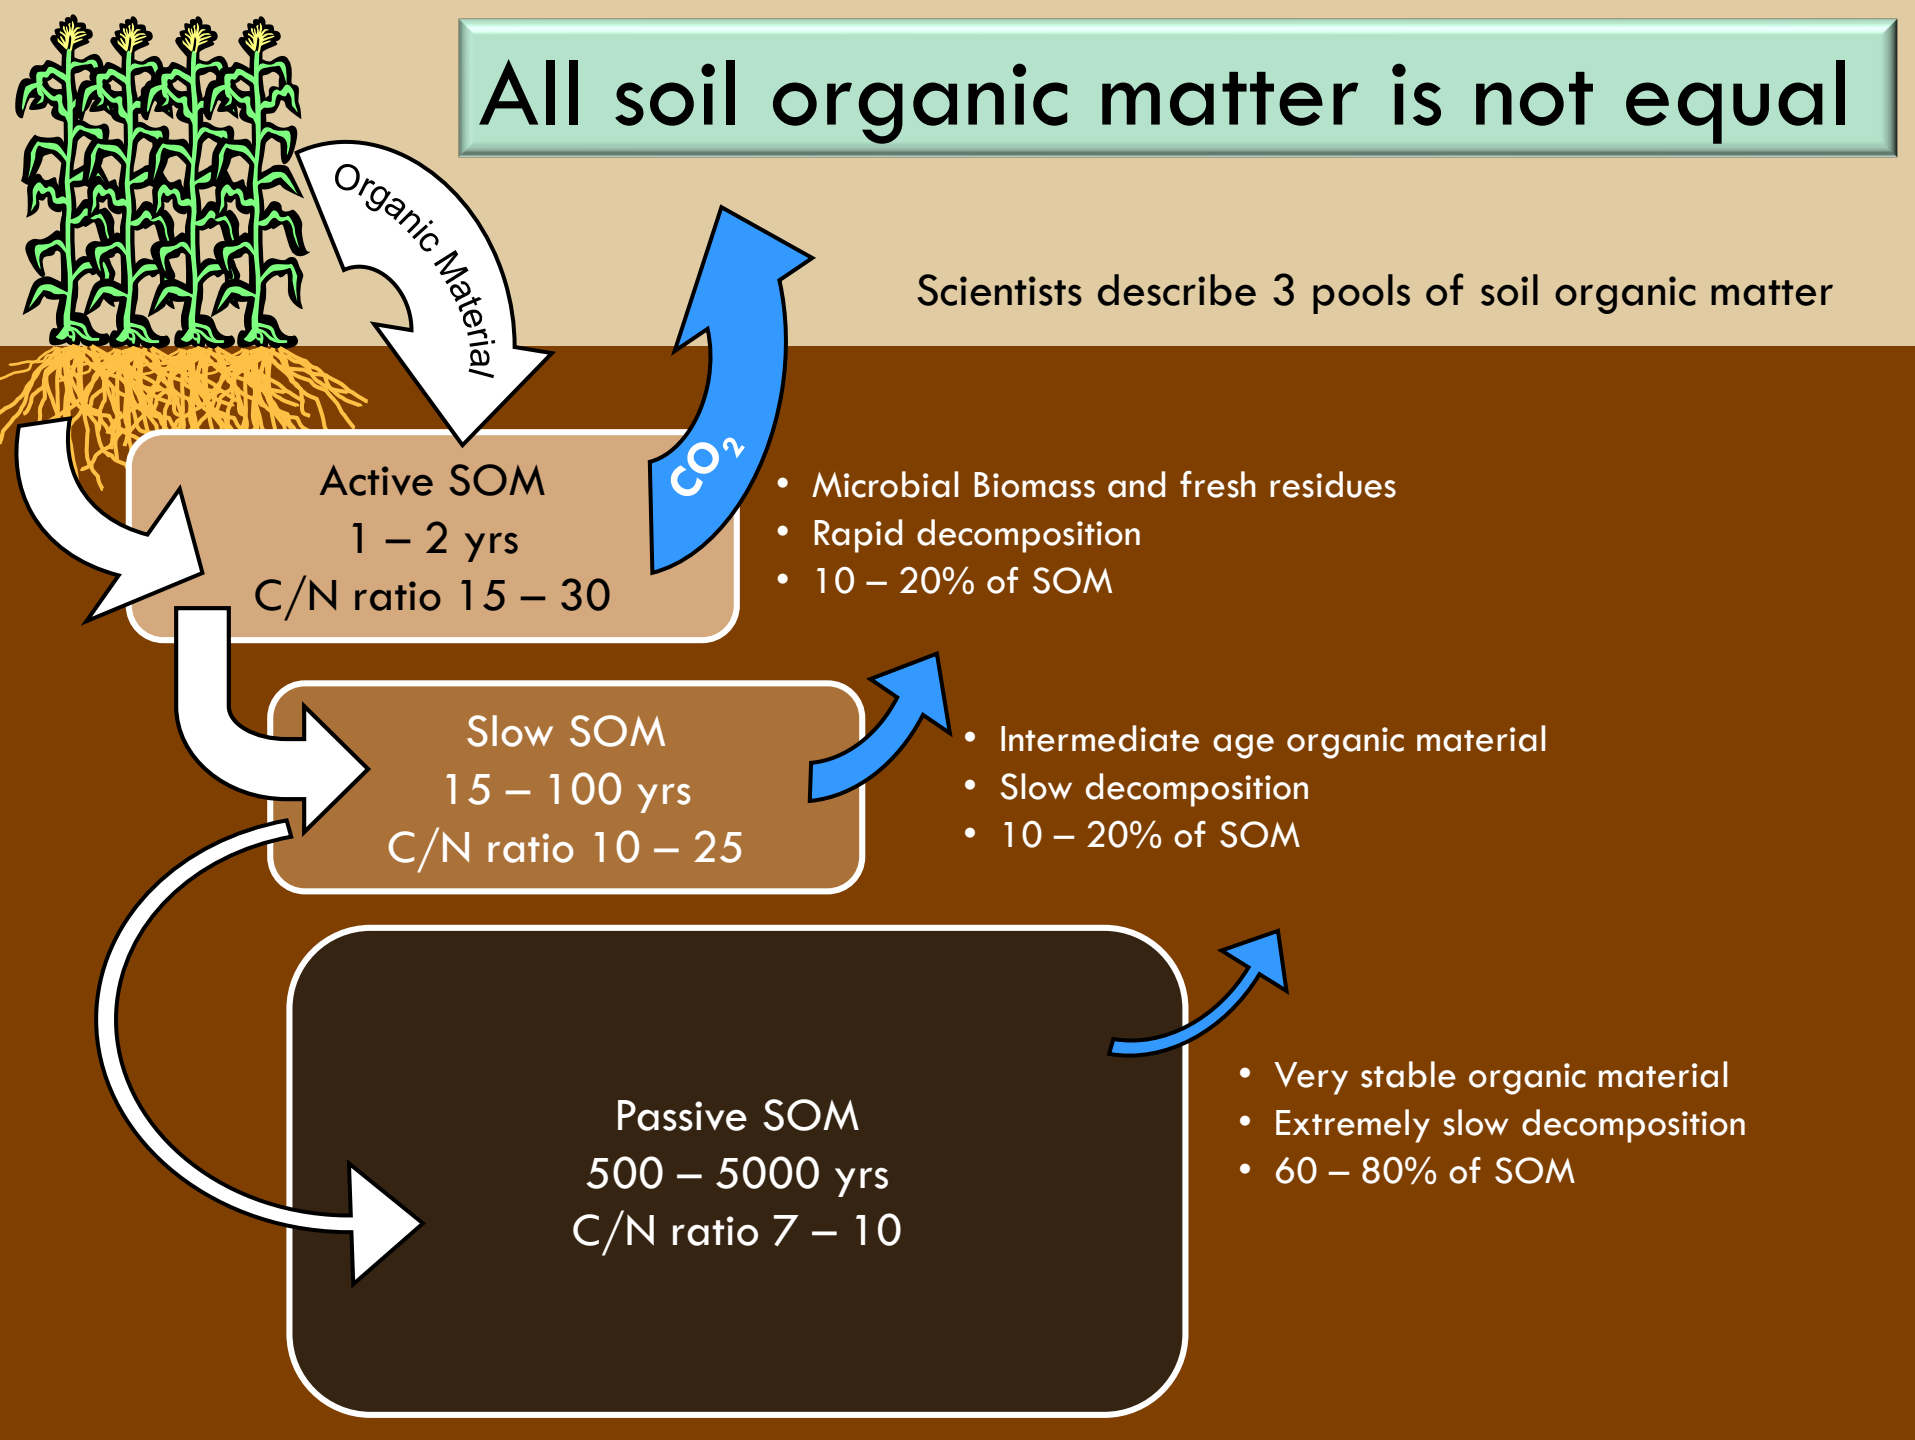 All soil organic matter is not equal
Organic Material
Scientists describe 3 pools of soil organic matter
CO₂
Active SOM
1 – 2 yrs
C/N ratio 15 – 30
• Microbial Biomass and fresh residues
• Rapid decomposition
• 10 – 20% of SOM
Slow SOM
15 – 100 yrs
C/N ratio 10 – 25
• Intermediate age organic material
• Slow decomposition
• 10 – 20% of SOM
Passive SOM
500 – 5000 yrs
C/N ratio 7 – 10
• Very stable organic material
• Extremely slow decomposition
• 60 – 80% of SOM